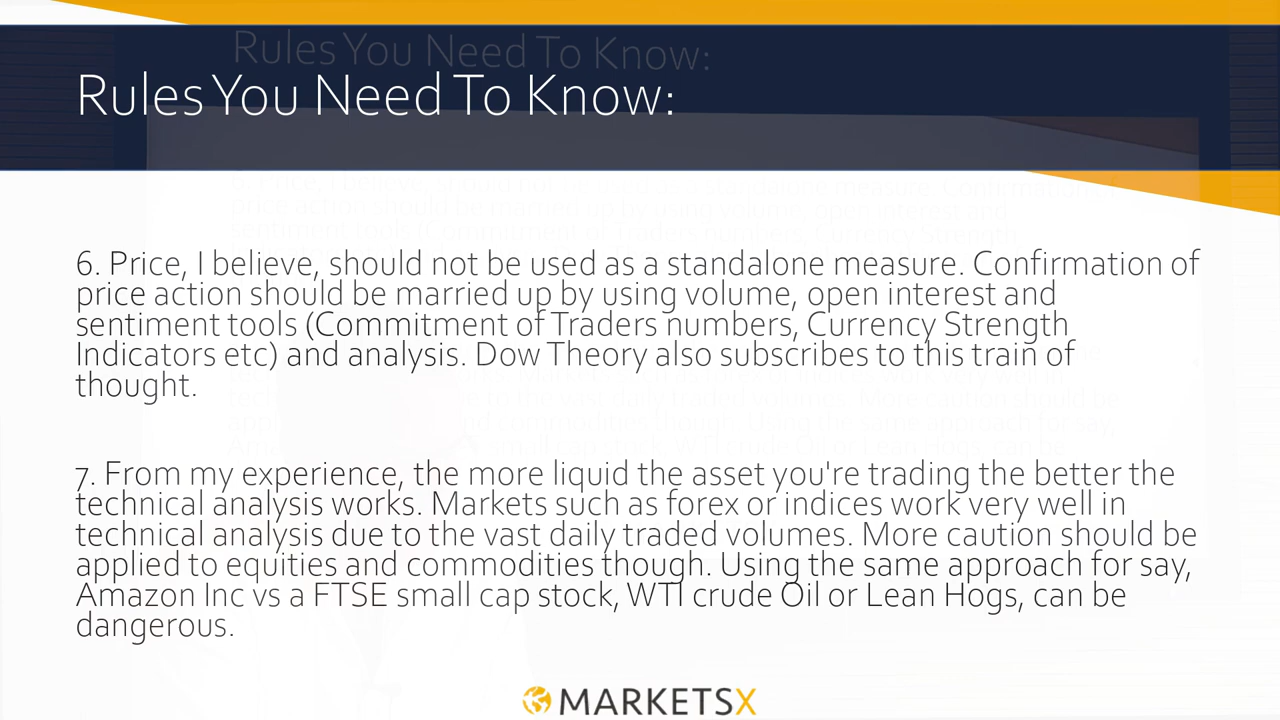 Rules You Need To Know:
6. Price, I believe, should not be used as a standalone measure. Confirmation of
price action should be married up by using volume, open interest and
sentiment tools (Commitment of Traders numbers, Currency Strength
Indicators etc) and analysis. Dow Theory also subscribes to this train of
thought.
7. From my experience, the more liquid the asset you're trading the better the
technical analysis works. Markets such as forex or indices work very well in
technical analysis due to the vast daily traded volumes. More caution should be
applied to equities and commodities though. Using the same approach for say,
Amazon Inc vs a FTSE small cap stock, WTI crude Oil or Lean Hogs, can be
dangerous.
MARKETSX